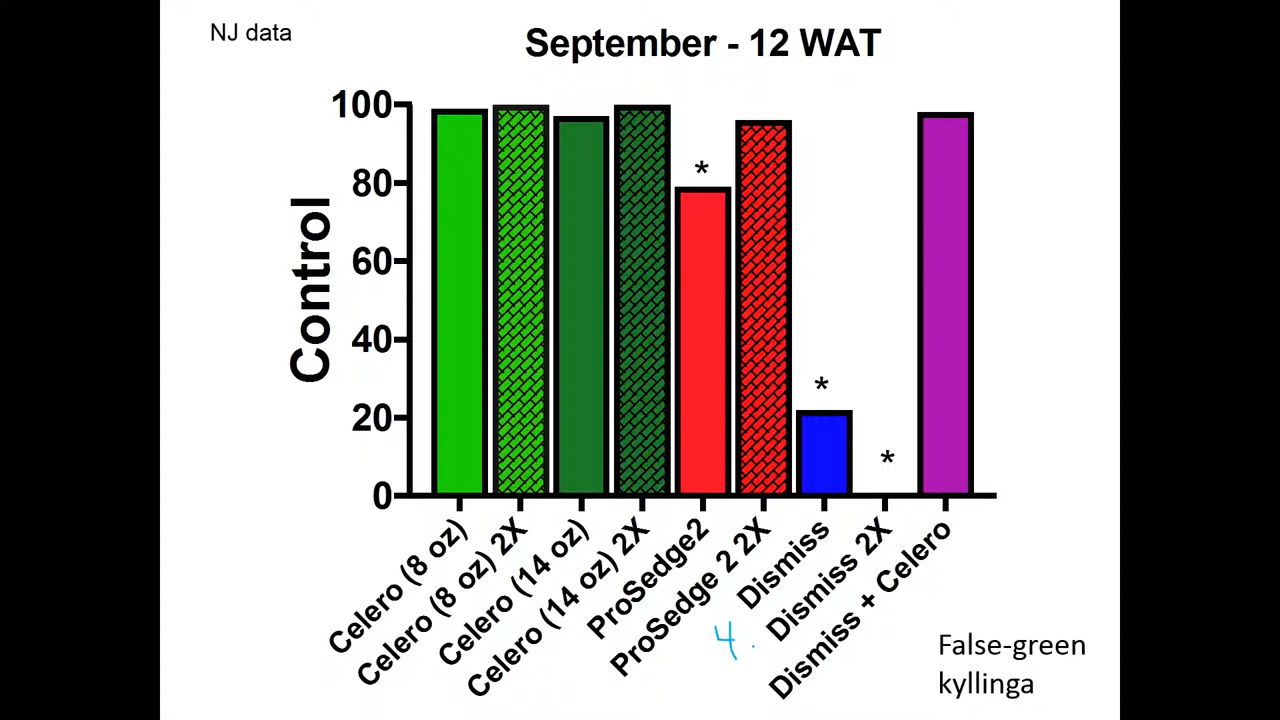 NJ data
September - 12 WAT
Control
100
80
60
40
20
0
*
*
*
Celero (8 oz)
Celero (8 oz) 2X
Celero (14 oz)
Celero (14 oz) 2X
ProSedge2
ProSedge 2 2X
Dismiss
Dismiss 2X
Dismiss + Celero
4.
False-green
kyllinga